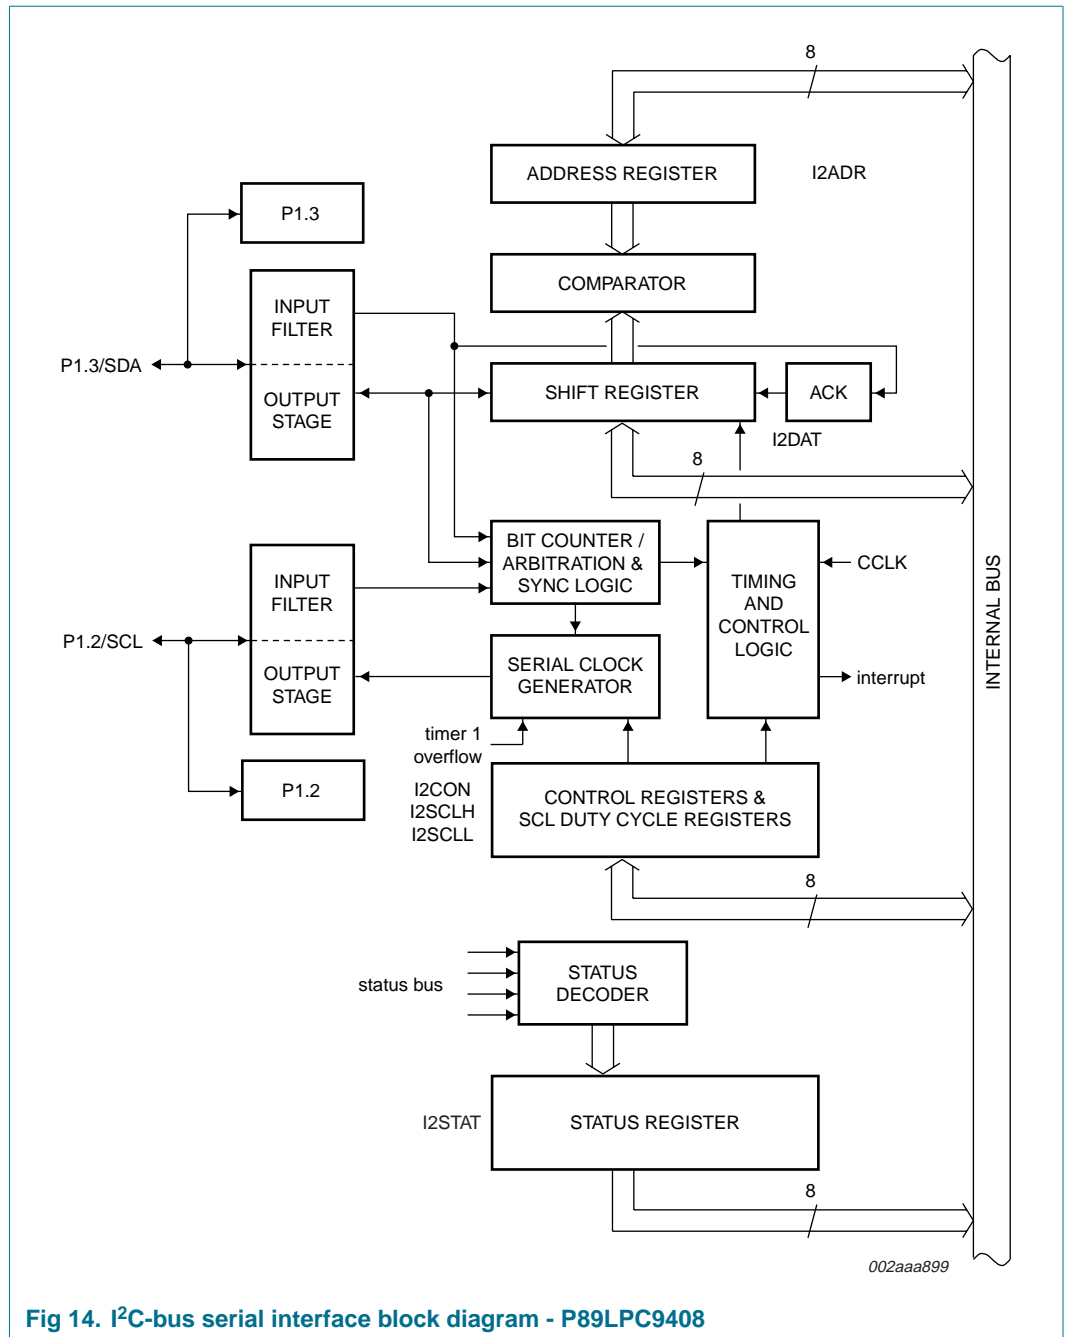 8
ADDRESS REGISTER
I2ADR
P1.3
COMPARATOR
INPUT
FILTER
P1.3/SDA
OUTPUT
STAGE
SHIFT REGISTER
ACK
I2DAT
8
BIT COUNTER /
ARBITRATION &
SYNC LOGIC
INPUT
FILTER
TIMING
AND
CONTROL
LOGIC
CCLK
INTERNAL BUS
P1.2/SCL
OUTPUT
STAGE
SERIAL CLOCK
GENERATOR
interrupt
timer 1
overflow
P1.2
I2CON
I2SCLH
I2SCLL
CONTROL REGISTERS &
SCL DUTY CYCLE REGISTERS
8
status bus
STATUS
DECODER
I2STAT
STATUS REGISTER
8
002aaa899
Fig 14. I²C-bus serial interface block diagram - P89LPC9408